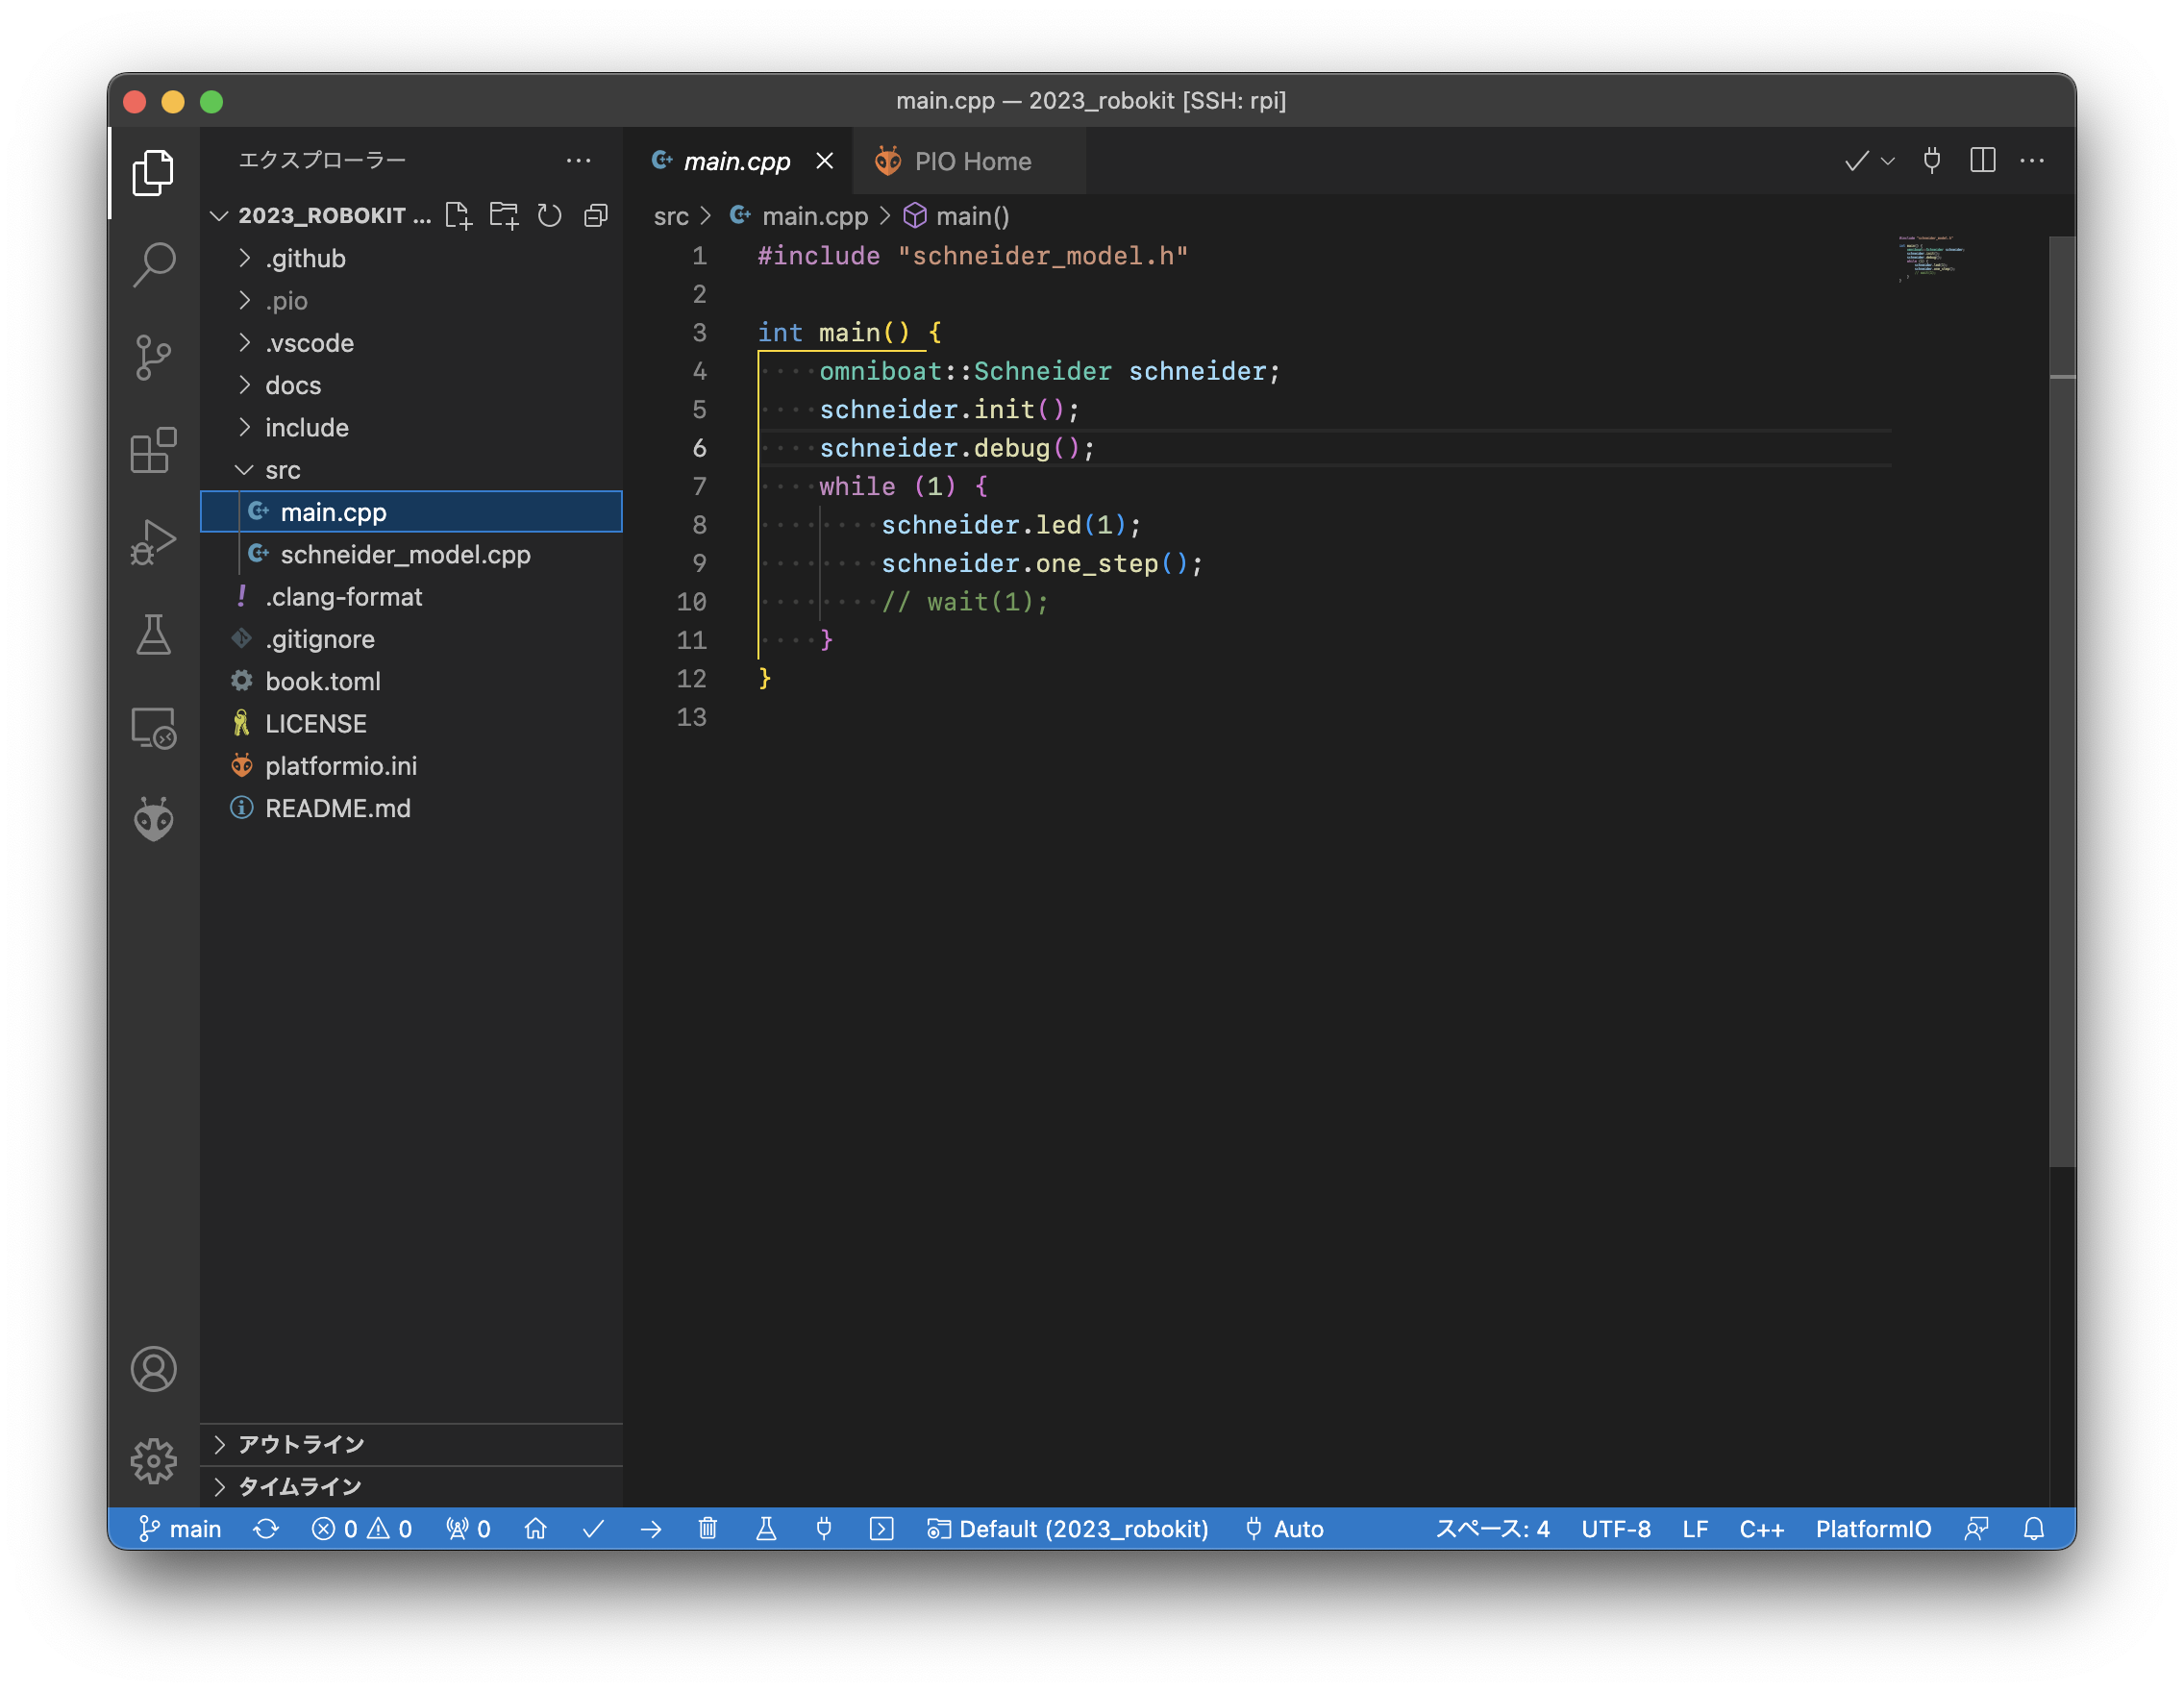 main.cpp — 2023_robokit [SSH: rpi]
エクスプローラー
2023_ROBOKIT ...
.github
.pio
.vscode
docs
include
src
main.cpp
schneider_model.cpp
.clang-format
.gitignore
book.toml
LICENSE
platformio.ini
README.md
アウトライン
タイムライン
main.cpp
PIO Home
src > main.cpp > main()
1 #include "schneider_model.h"
2
3 int main() {
4 omniboat::Schneider schneider;
5 schneider.init();
6 schneider.debug();
7 while (1) {
8 schneider.led(1);
9 schneider.one_step();
10 // wait(1);
11 }
12 }
13
main 0 0 0 Default (2023_robokit) Auto スペース: 4 UTF-8 LF C++ PlatformIO